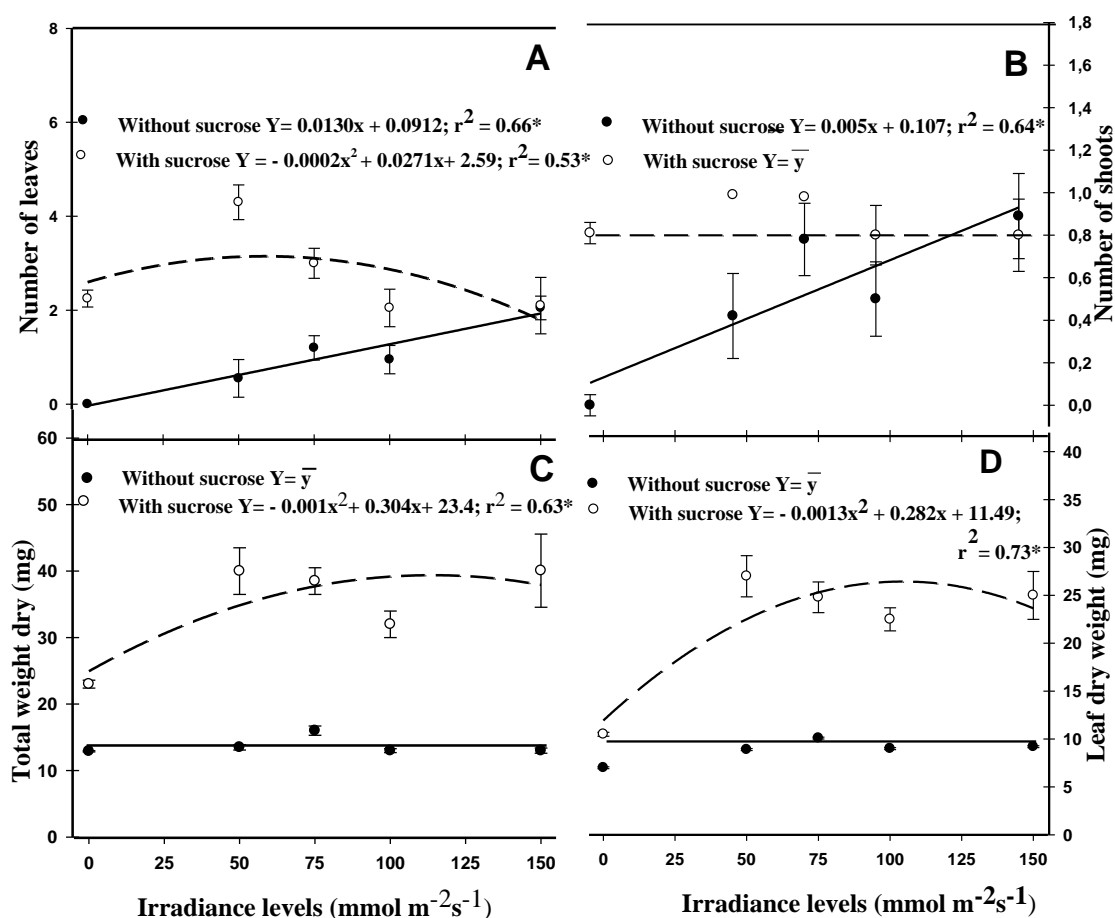 8
6
4
2
0
Number of leaves
A
Without sucrose Y= 0.0130x + 0.0912; r² = 0.66*
With sucrose Y = - 0.0002x² + 0.0271x+ 2.59; r²= 0.53*
B
Without sucrose Y= 0.005x + 0.107; r² = 0.64*
With sucrose Y= y̅
1,8
1,6
1,4
1,2
1,0
0,8
0,6
0,4
0,2
0,0
Number of shoots
60
50
40
30
20
10
0
Total weight dry (mg)
C
Without sucrose Y= y̅
With sucrose Y= - 0.001x²+ 0.304x+ 23.4; r² = 0.63*
D
Without sucrose Y= y̅
With sucrose Y= - 0.0013x² + 0.282x + 11.49;
r² = 0.73*
40
35
30
25
20
15
10
5
0
Leaf dry weight (mg)
0 50 75 100 150
0 50 75 100 150
Irradiance levels (mmol m⁻²s⁻¹)
Irradiance levels (mmol m⁻²s⁻¹)